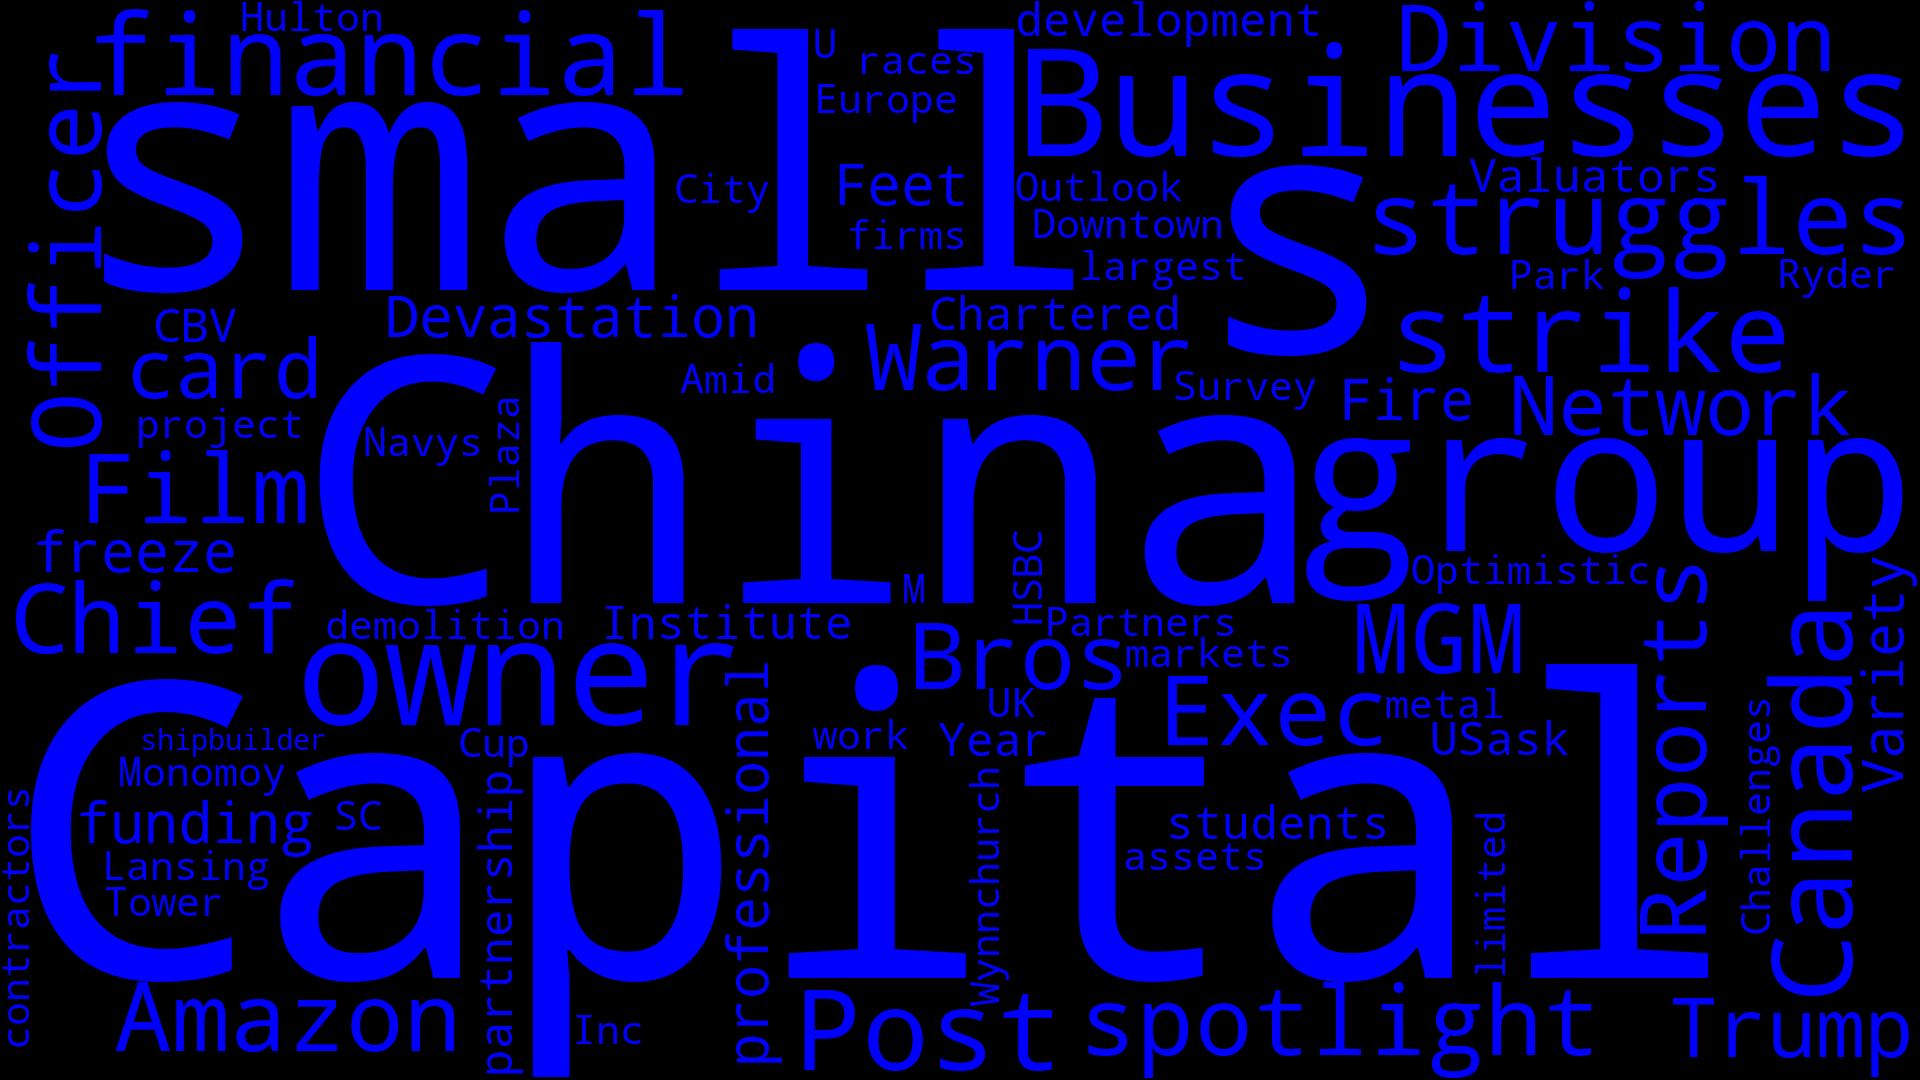 Hulton
financial
U
races
development
Division
Officer
small
Europe
Businesses
City
Feet
Outlook
s
Valuators
struggles
firms
Downtown
largest
Park
Ryder
CBV
Devastation
Chartered
strike
card
Amid
Warner
Survey
Fire
Network
project
Navys
Plaza
China
group
Film
freeze
HSBC
Optimistic
Chief
M
demolition
Institute
Partners
MGM
Reports
Variety
owner
Bros
markets
Canada
Capital
professional
UK
Exec
metal
shipbuilder
Cup
work
Year
USask
Monomoy
contractors
funding
SC
partnership
Wynnchurch
students
limited
Challenges
Lansing
assets
Tower
Amazon
Inc
Post
spotlight
Trump